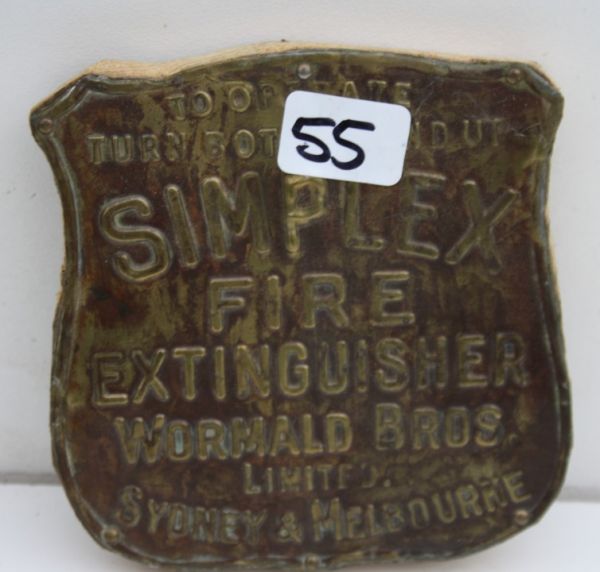 TO OPERATE
TURN BOTTOM END UP
55
SIMPLEX
FIRE
EXTINGUISHER
WORMALD BROS.
LIMITED.
SYDNEY & MELBOURNE